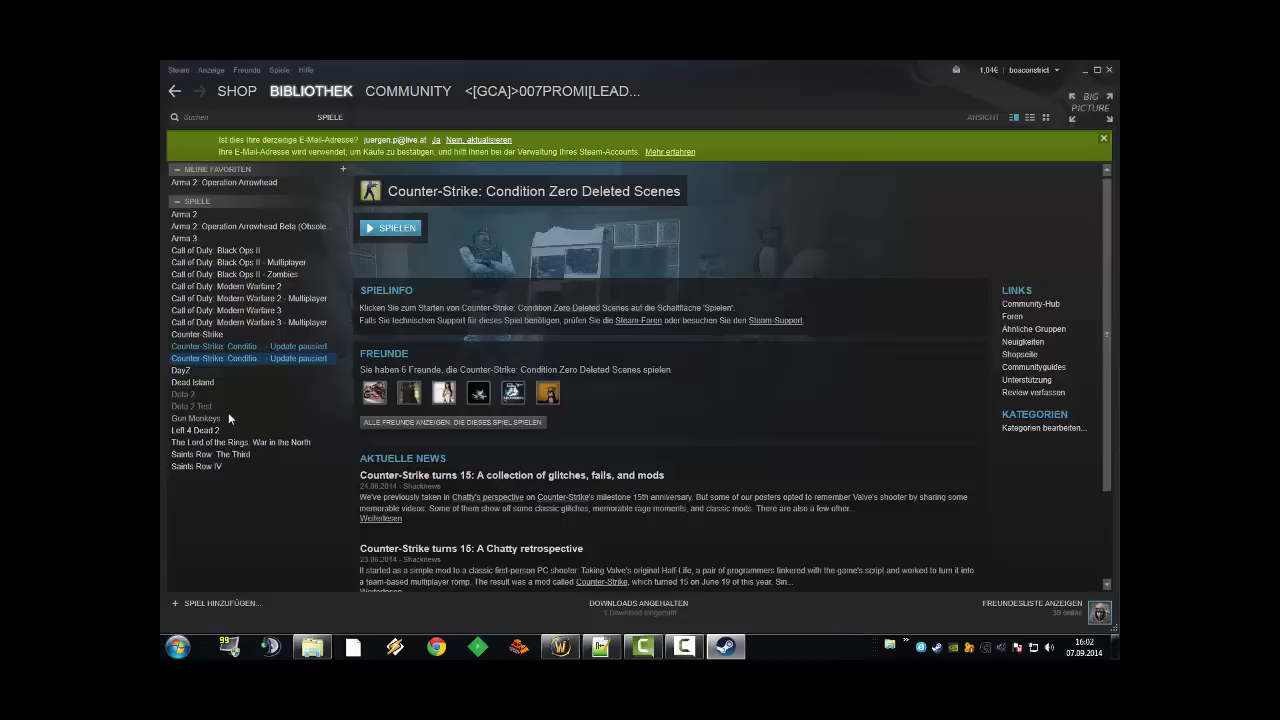 Steam Anzeige Freunde Spiele Hilfe
1,04€ boaconstrict
SHOP BIBLIOTHEK COMMUNITY <[GCA]>007PROMI[LEAD...
BIG PICTURE
Suchen
SPIELE
ANSICHT
Ist dies Ihre derzeitige E-Mail-Adresse? juergen.p@live.at Ja Nein, aktualisieren
Ihre E-Mail-Adresse wird verwendet, um Käufe zu bestätigen, und hilft Ihnen bei der Verwaltung Ihres Steam-Accounts. Mehr erfahren
— MEINE FAVORITEN +
Arma 2: Operation Arrowhead
— SPIELE
Arma 2
Arma 2: Operation Arrowhead Beta (Obsole...
Arma 3
Call of Duty: Black Ops II
Call of Duty: Black Ops II - Multiplayer
Call of Duty: Black Ops II - Zombies
Call of Duty: Modern Warfare 2
Call of Duty: Modern Warfare 2 - Multiplayer
Call of Duty: Modern Warfare 3
Call of Duty: Modern Warfare 3 - Multiplayer
Counter-Strike
Counter-Strike: Conditio... - Update pausiert
Counter-Strike: Conditio... - Update pausiert
DayZ
Dead Island
Dota 2
Dota 2 Test
Gun Monkeys
Left 4 Dead 2
The Lord of the Rings: War in the North
Saints Row: The Third
Saints Row IV
Counter-Strike: Condition Zero Deleted Scenes
SPIELEN
SPIELINFO
Klicken Sie zum Starten von Counter-Strike: Condition Zero Deleted Scenes auf die Schaltfläche 'Spielen'.
Falls Sie technischen Support für dieses Spiel benötigen, prüfen Sie die Steam-Foren oder besuchen Sie den Steam-Support.
FREUNDE
Sie haben 6 Freunde, die Counter-Strike: Condition Zero Deleted Scenes spielen
ALLE FREUNDE ANZEIGEN, DIE DIESES SPIEL SPIELEN
AKTUELLE NEWS
Counter-Strike turns 15: A collection of glitches, fails, and mods
24.06.2014 - Shacknews
We've previously taken in Chatty's perspective on Counter-Strike's milestone 15th anniversary. But some of our posters opted to remember Valve's shooter by sharing some
memorable videos. Some of them show off some classic glitches, memorable rage moments, and classic mods. There are also a few other...
Weiterlesen
Counter-Strike turns 15: A Chatty retrospective
23.06.2014 - Shacknews
It started as a simple mod to a classic first-person PC shooter. Taking Valve's original Half-Life, a pair of programmers tinkered with the game's script and worked to turn it into
a team-based multiplayer romp. The result was a mod called Counter-Strike, which turned 15 on June 19 of this year. Sin...
Weiterlesen
LINKS
Community-Hub
Foren
Ähnliche Gruppen
Neuigkeiten
Shopseite
Communityguides
Unterstützung
Review verfassen
KATEGORIEN
Kategorien bearbeiten...
+ SPIEL HINZUFÜGEN...
DOWNLOADS ANGEHALTEN
1 Download eingereiht
FREUNDESLISTE ANZEIGEN
30 online
99
16:02
07.09.2014